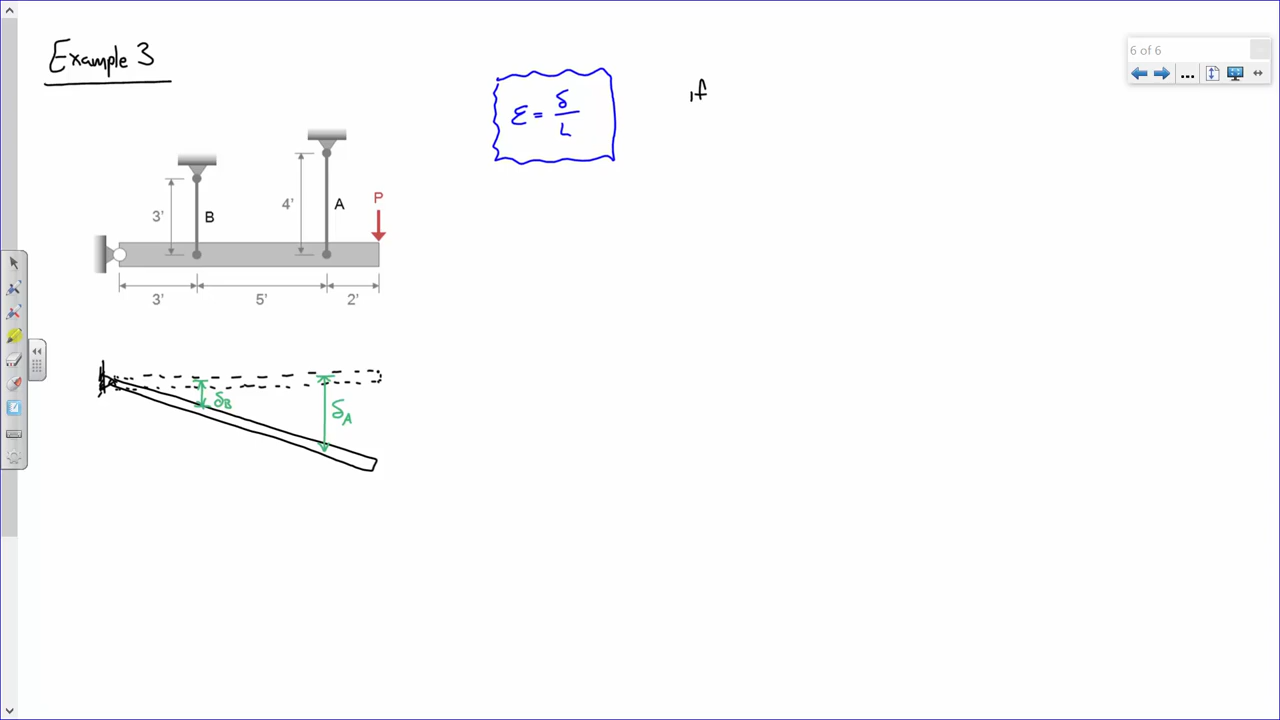 Example 3
6 of 6
ε = δ / L
if
3'
B
4'
A
P
3'
5'
2'
δB
δA